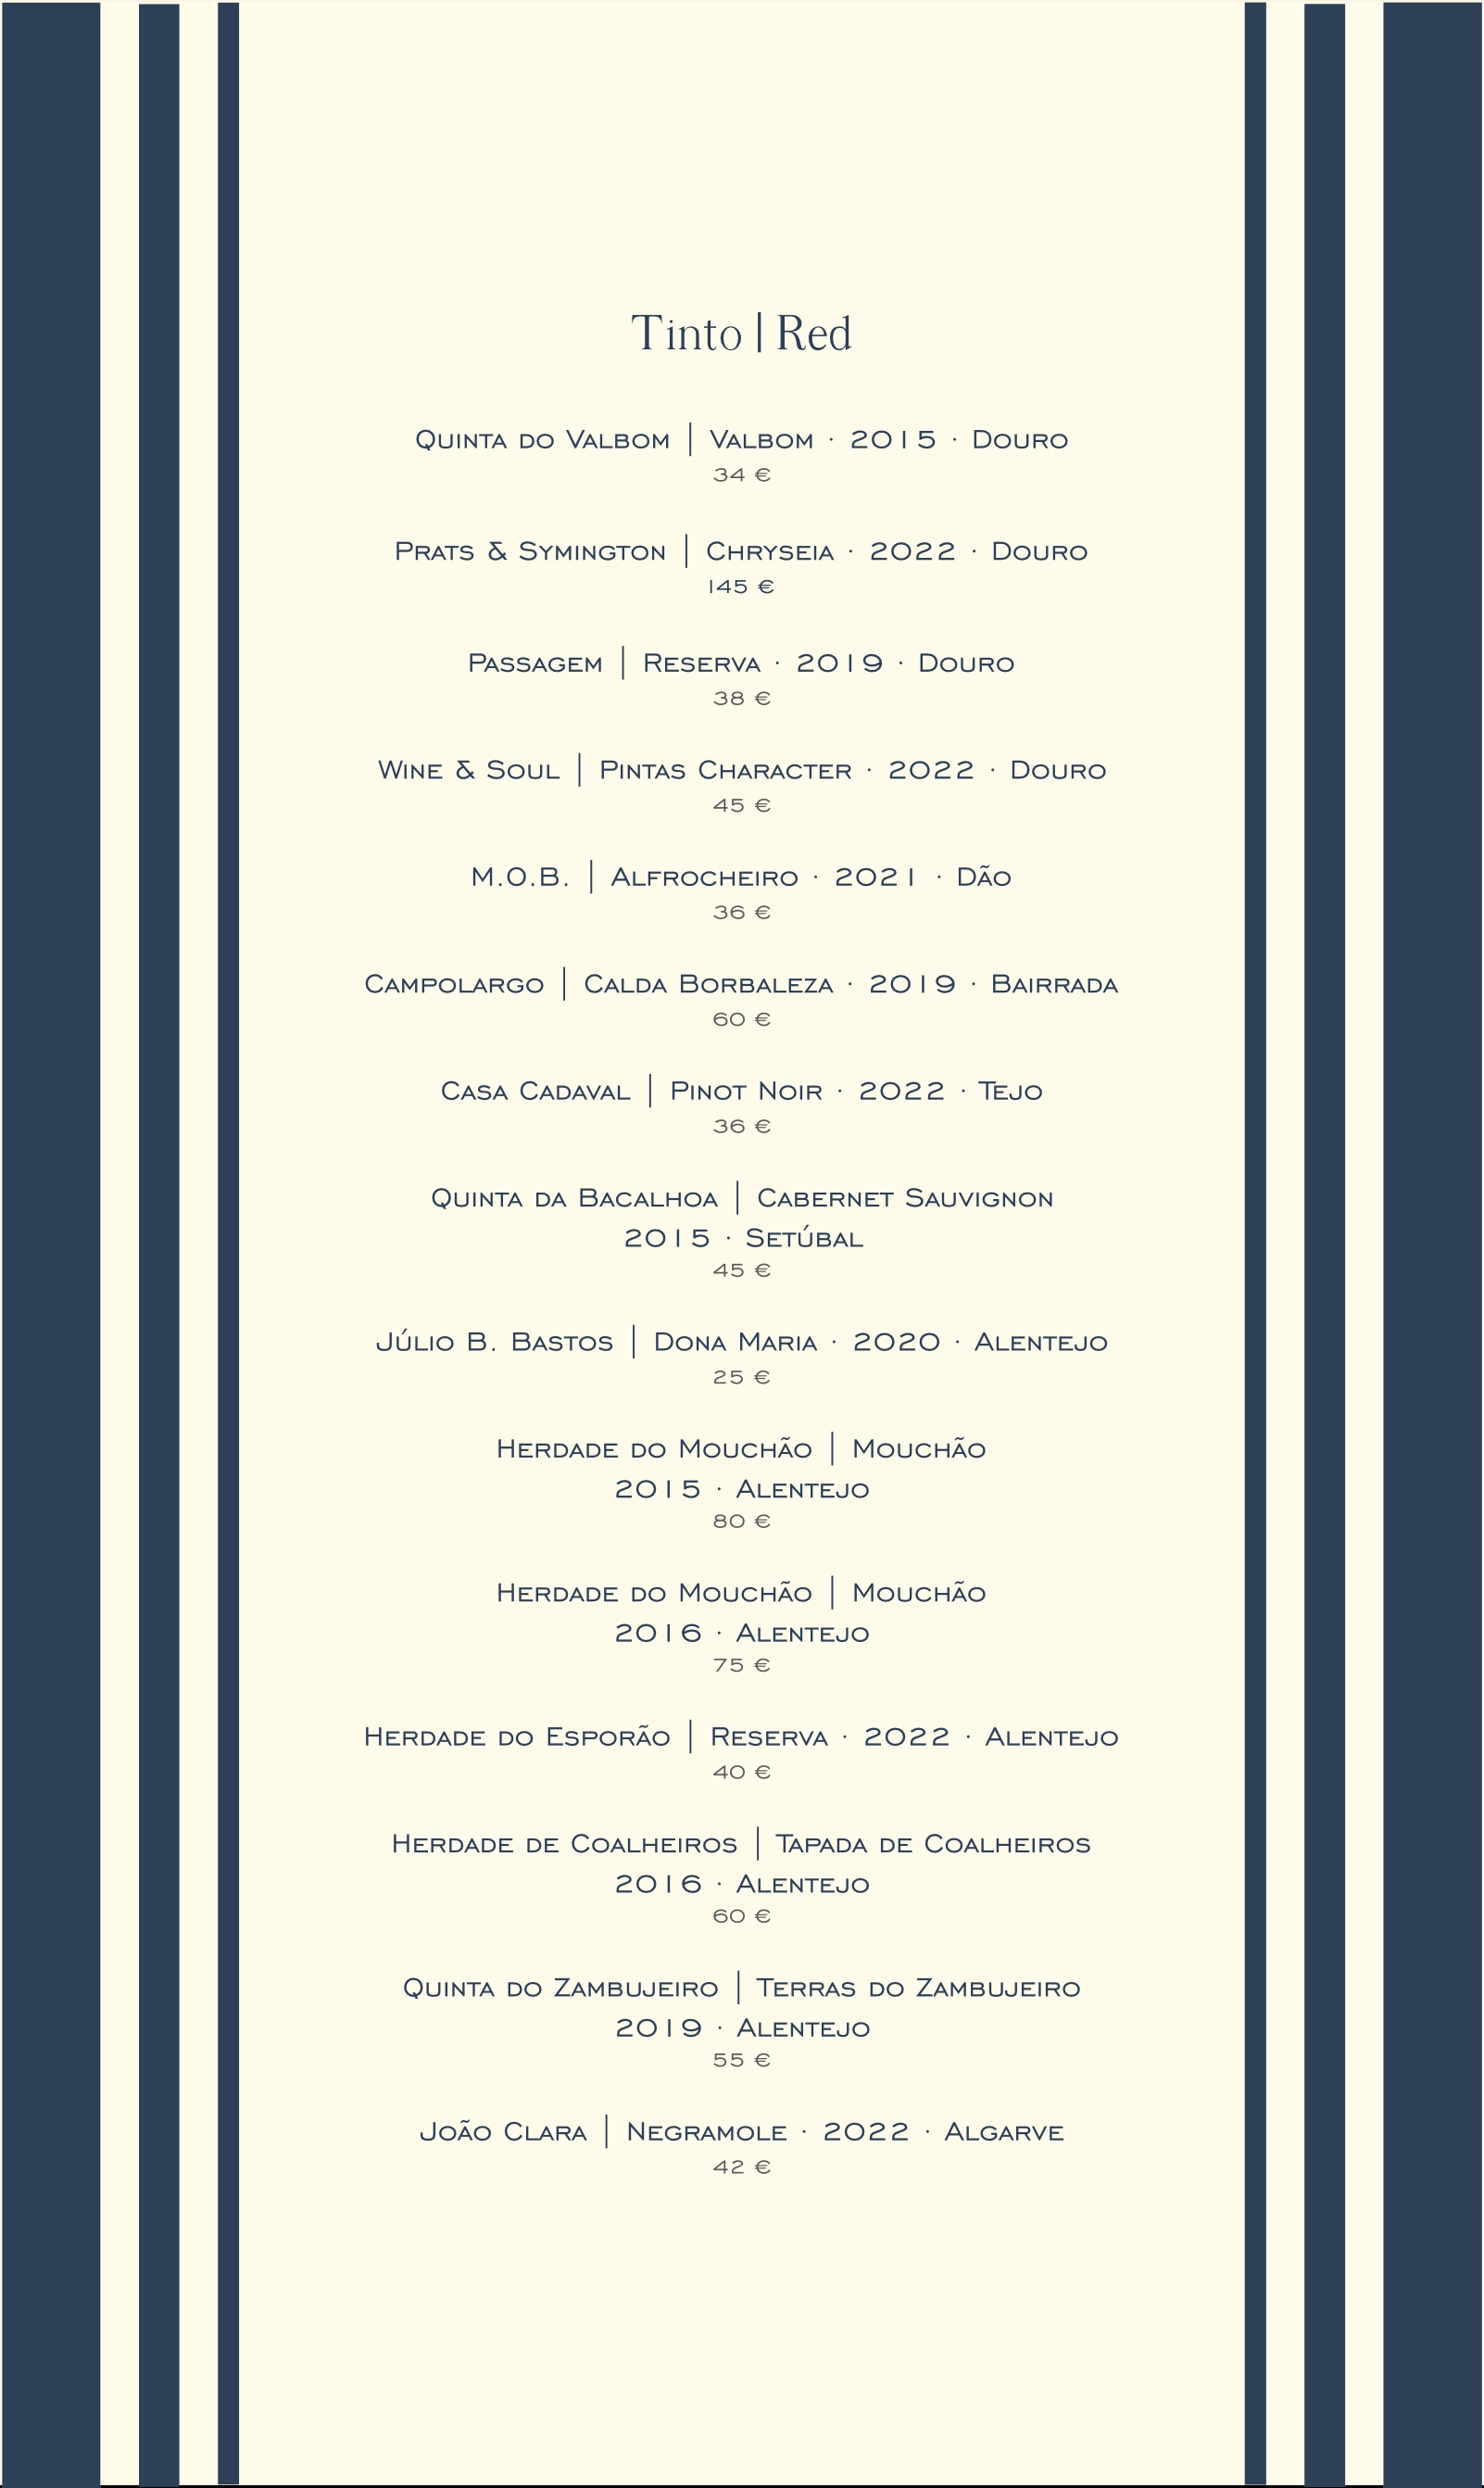 Tinto | Red
Quinta do Valbom | Valbom · 2015 · Douro
34 €
Prats & Symington | Chryseia · 2022 · Douro
145 €
Passagem | Reserva · 2019 · Douro
38 €
Wine & Soul | Pintas Character · 2022 · Douro
45 €
M.O.B. | Alfrocheiro · 2021 · Dão
36 €
Campolargo | Calda Borbaleza · 2019 · Bairrada
60 €
Casa Cadaval | Pinot Noir · 2022 · Tejo
36 €
Quinta da Bacalhoa | Cabernet Sauvignon
2015 · Setúbal
45 €
Júlio B. Bastos | Dona Maria · 2020 · Alentejo
25 €
Herdade do Mouchão | Mouchão
2015 · Alentejo
80 €
Herdade do Mouchão | Mouchão
2016 · Alentejo
75 €
Herdade do Esporão | Reserva · 2022 · Alentejo
40 €
Herdade de Coalheiros | Tapada de Coalheiros
2016 · Alentejo
60 €
Quinta do Zambujeiro | Terras do Zambujeiro
2019 · Alentejo
55 €
João Clara | Negramole · 2022 · Algarve
42 €